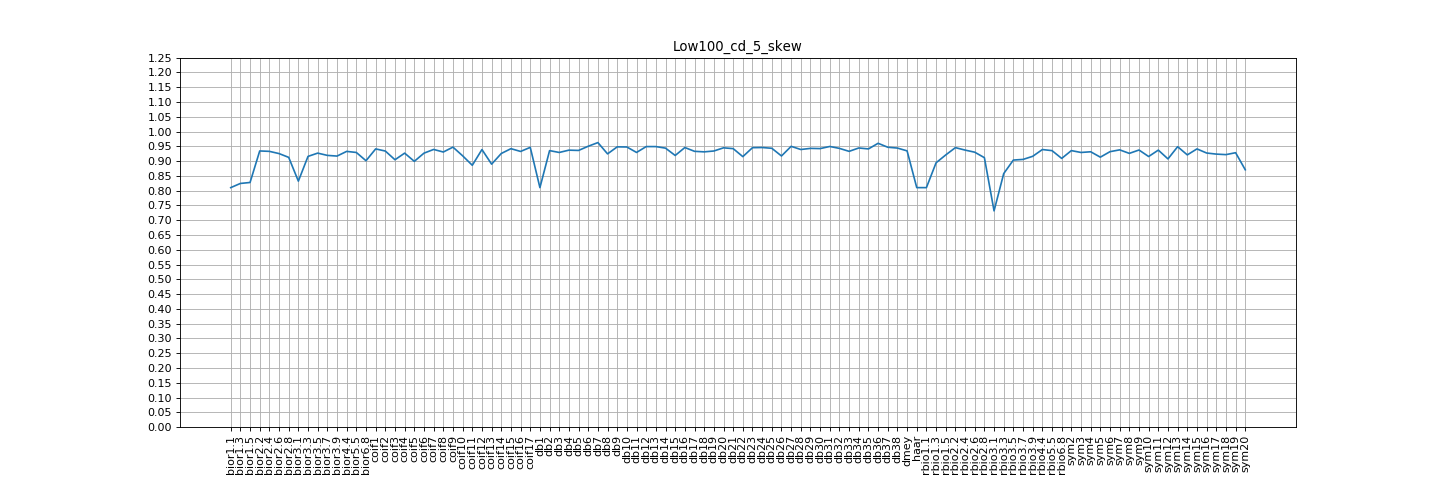 Low100_cd_5_skew
1.25
1.20
1.15
1.10
1.05
1.00
0.95
0.90
0.85
0.80
0.75
0.70
0.65
0.60
0.55
0.50
0.45
0.40
0.35
0.30
0.25
0.20
0.15
0.10
0.05
0.00
bior1.1
bior1.3
bior1.5
bior2.2
bior2.4
bior2.6
bior2.8
bior3.1
bior3.3
bior3.5
bior3.7
bior3.9
bior4.4
bior5.5
bior6.8
coif1
coif2
coif3
coif4
coif5
coif6
coif7
coif8
coif9
coif10
coif11
coif12
coif13
coif14
coif15
coif16
coif17
db1
db2
db3
db4
db5
db6
db7
db8
db9
db10
db11
db12
db13
db14
db15
db16
db17
db18
db19
db20
db21
db22
db23
db24
db25
db26
db27
db28
db29
db30
db31
db32
db33
db34
db35
db36
db37
db38
dmey
haar
rbio1.1
rbio1.3
rbio1.5
rbio2.2
rbio2.4
rbio2.6
rbio2.8
rbio3.1
rbio3.3
rbio3.5
rbio3.7
rbio3.9
rbio4.4
rbio5.5
rbio6.8
sym2
sym3
sym4
sym5
sym6
sym7
sym8
sym9
sym10
sym11
sym12
sym13
sym14
sym15
sym16
sym17
sym18
sym19
sym20